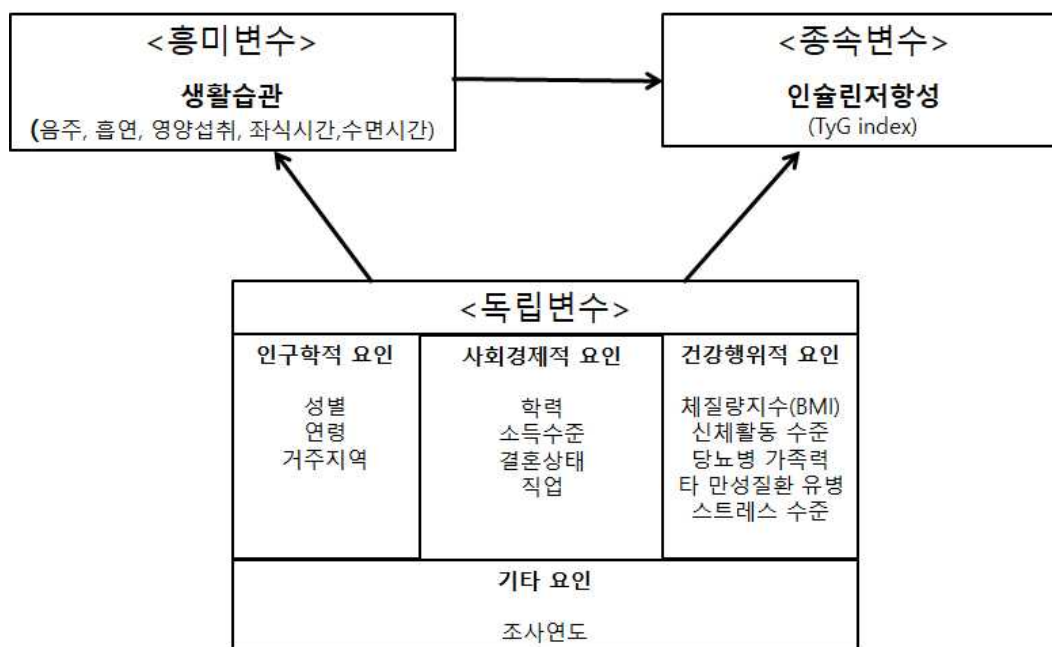 <흥미변수>
생활습관
(음주, 흡연, 영양섭취, 좌식시간,수면시간)
<종속변수>
인슐린저항성
(TyG index)
<독립변수>
인구학적 요인
성별
연령
거주지역
사회경제적 요인
학력
소득수준
결혼상태
직업
건강행위적 요인
체질량지수(BMI)
신체활동 수준
당뇨병 가족력
타 만성질환 유병
스트레스 수준
기타 요인
조사연도